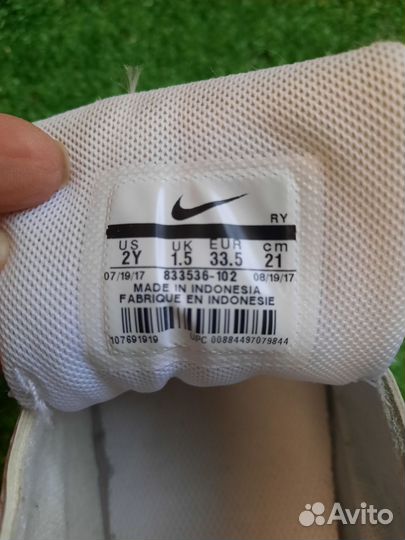 RY
US UK EUR cm
2Y 1.5 33.5 21
07/19/17 833536-102 08/19/17
MADE IN INDONESIA
FABRIQUE EN INDONESIE
107691919 UPC 00884497079844
Avito